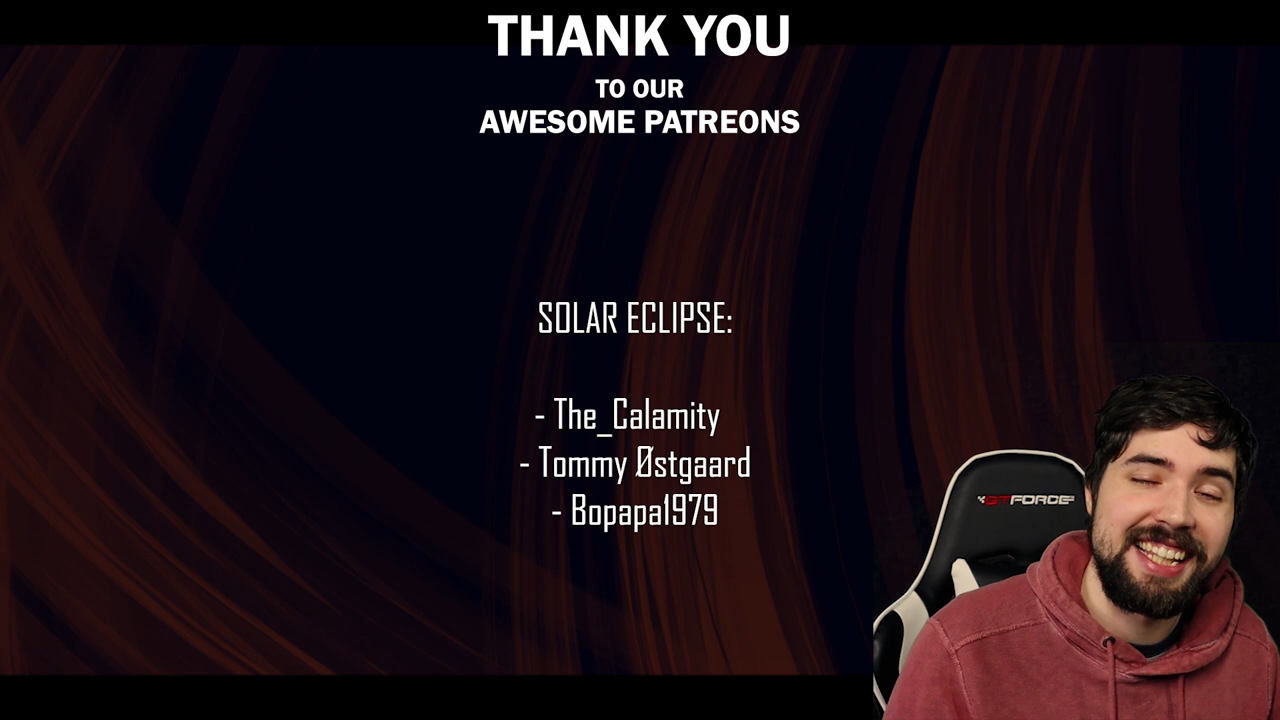 THANK YOU
TO OUR
AWESOME PATREONS
SOLAR ECLIPSE:
- The_Calamity
- Tommy Østgaard
- Bopapa1979
GTFORCE